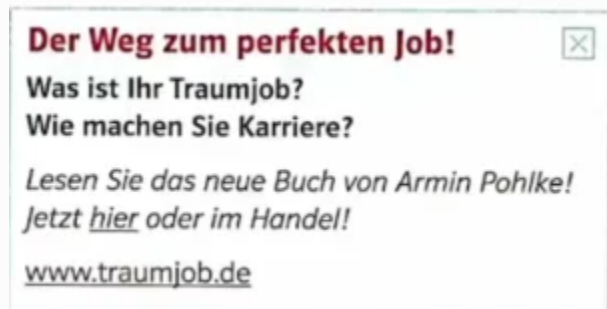 Der Weg zum perfekten Job!
Was ist Ihr Traumjob?
Wie machen Sie Karriere?
Lesen Sie das neue Buch von Armin Pohlke!
Jetzt hier oder im Handel!
www.traumjob.de